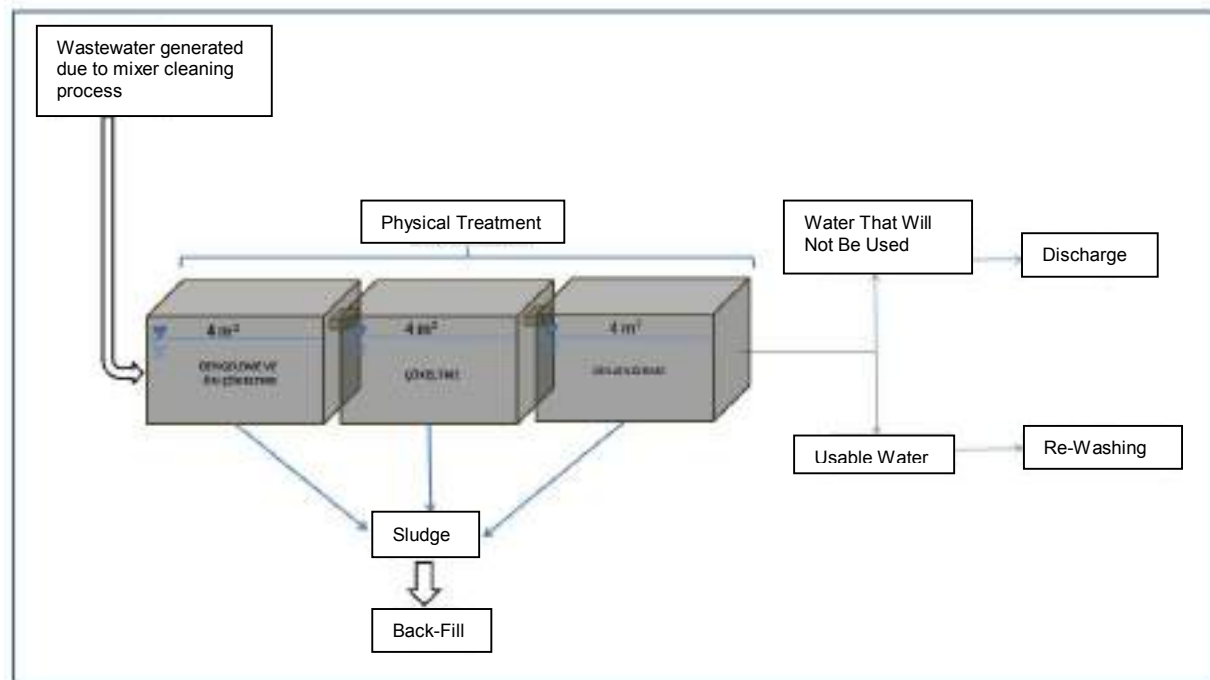 Wastewater generated
due to mixer cleaning
process
Physical Treatment
Water That Will
Not Be Used
Discharge
4 m³
4 m³
4 m³
ÇÖKELTME
Usable Water
Re-Washing
Sludge
Back-Fill